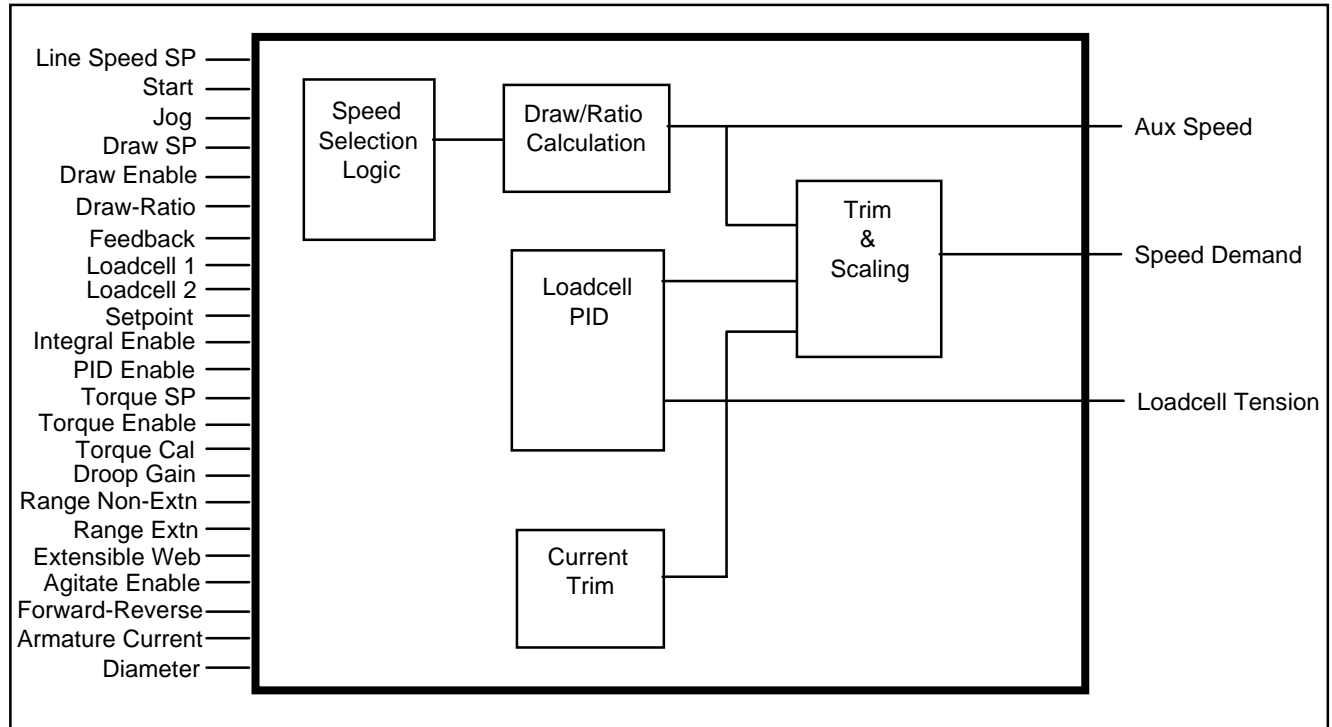 Line Speed SP
Start
Jog
Draw SP
Draw Enable
Draw-Ratio
Feedback
Loadcell 1
Loadcell 2
Setpoint
Integral Enable
PID Enable
Torque SP
Torque Enable
Torque Cal
Droop Gain
Range Non-Extn
Range Extn
Extensible Web
Agitate Enable
Forward-Reverse
Armature Current
Diameter
Speed
Selection
Logic
Draw/Ratio
Calculation
Loadcell
PID
Current
Trim
Trim
&
Scaling
Aux Speed
Speed Demand
Loadcell Tension